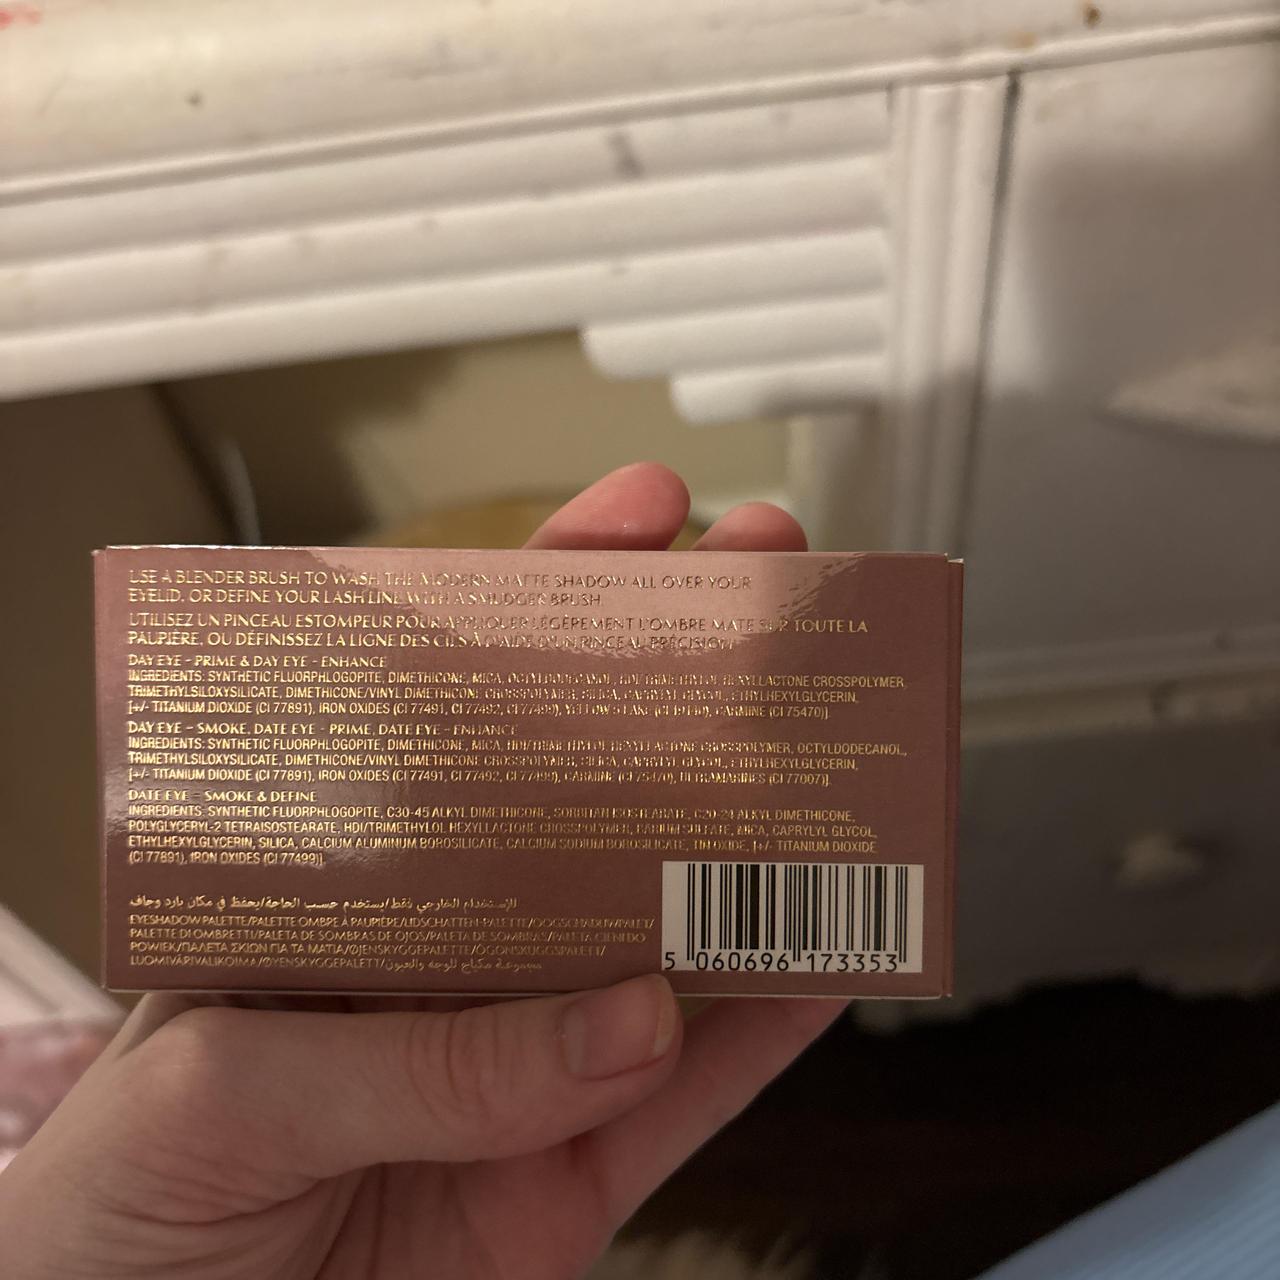 USE A BLENDER BRUSH TO WASH THE MODERN MATTE SHADOW ALL OVER YOUR
EYELID, OR DEFINE YOUR LASH LINE WITH A SMUDGER BRUSH.
UTILISEZ UN PINCEAU ESTOMPEUR POUR APPLIQUER LÉGÈREMENT L'OMBRE MATE SUR TOUTE LA
PAUPIÈRE, OU DÉFINISSEZ LA LIGNE DES CILS À L'AIDE D'UN PINCEAU PRÉCISION.
DAY EYE - PRIME & DAY EYE - ENHANCE
INGREDIENTS: SYNTHETIC FLUORPHLOGOPITE, DIMETHICONE, MICA, OCTYLDODECANOL, HDI/TRIMETHYLOL HEXYLLACTONE CROSSPOLYMER,
TRIMETHYLSILOXYSILICATE, DIMETHICONE/VINYL DIMETHICONE CROSSPOLYMER, SILICA, CAPRYLYL GLYCOL, ETHYLHEXYLGLYCERIN,
[+/- TITANIUM DIOXIDE (CI 77891), IRON OXIDES (CI 77491, CI 77492, CI 77499), YELLOW 5 LAKE (CI 19140), CARMINE (CI 75470)].
DAY EYE - SMOKE, DATE EYE - PRIME, DATE EYE - ENHANCE
INGREDIENTS: SYNTHETIC FLUORPHLOGOPITE, DIMETHICONE, MICA, HDI/TRIMETHYLOL HEXYLLACTONE CROSSPOLYMER, OCTYLDODECANOL,
TRIMETHYLSILOXYSILICATE, DIMETHICONE/VINYL DIMETHICONE CROSSPOLYMER, SILICA, CAPRYLYL GLYCOL, ETHYLHEXYLGLYCERIN,
[+/- TITANIUM DIOXIDE (CI 77891), IRON OXIDES (CI 77491, CI 77492, CI 77499), CARMINE (CI 75470), ULTRAMARINES (CI 77007)].
DATE EYE - SMOKE & DEFINE
INGREDIENTS: SYNTHETIC FLUORPHLOGOPITE, C30-45 ALKYL DIMETHICONE, SORBITAN ISOSTEARATE, C20-24 ALKYL DIMETHICONE,
POLYGLYCERYL-2 TETRAISOSTEARATE, HDI/TRIMETHYLOL HEXYLLACTONE CROSSPOLYMER, BARIUM SULFATE, MICA, CAPRYLYL GLYCOL,
ETHYLHEXYLGLYCERIN, SILICA, CALCIUM ALUMINUM BOROSILICATE, CALCIUM SODIUM BOROSILICATE, TIN OXIDE, [+/- TITANIUM DIOXIDE
(CI 77891), IRON OXIDES (CI 77499)].
للإستخدام الخارجي فقط/يستخدم حسب الحاجة/يحفظ في مكان بارد وجاف
EYESHADOW PALETTE/PALETTE OMBRE À PAUPIÈRE/LIDSCHATTEN-PALETTE/OOGSCHADUWPALET/
PALETTE DI OMBRETTI/PALETA DE SOMBRAS DE OJOS/PALETA DE SOMBRAS/PALETA CIENI DO
POWIEK/ΠΑΛΕΤΑ ΣΚΙΩΝ ΓΙΑ ΤΑ ΜΑΤΙΑ/ØJENSKYGGEPALETTE/ÖGONSKUGGSPALETT/
LUOMIVÄRIVALIKOIMA/ØYENSKYGGEPALETT/مجموعة مكياج للوجه والعيون
5 060696 173353